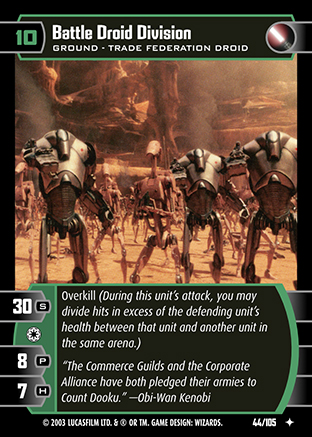 10
Battle Droid Division
GROUND - TRADE FEDERATION DROID
30 S
8 P
7 H
Overkill (During this unit's attack, you may
divide hits in excess of the defending unit's
health between that unit and another unit in
the same arena.)
"The Commerce Guilds and the Corporate
Alliance have both pledged their armies to
Count Dooku." —Obi-Wan Kenobi
© 2003 LUCASFILM LTD. & ® OR TM. GAME DESIGN: WIZARDS.
44/105